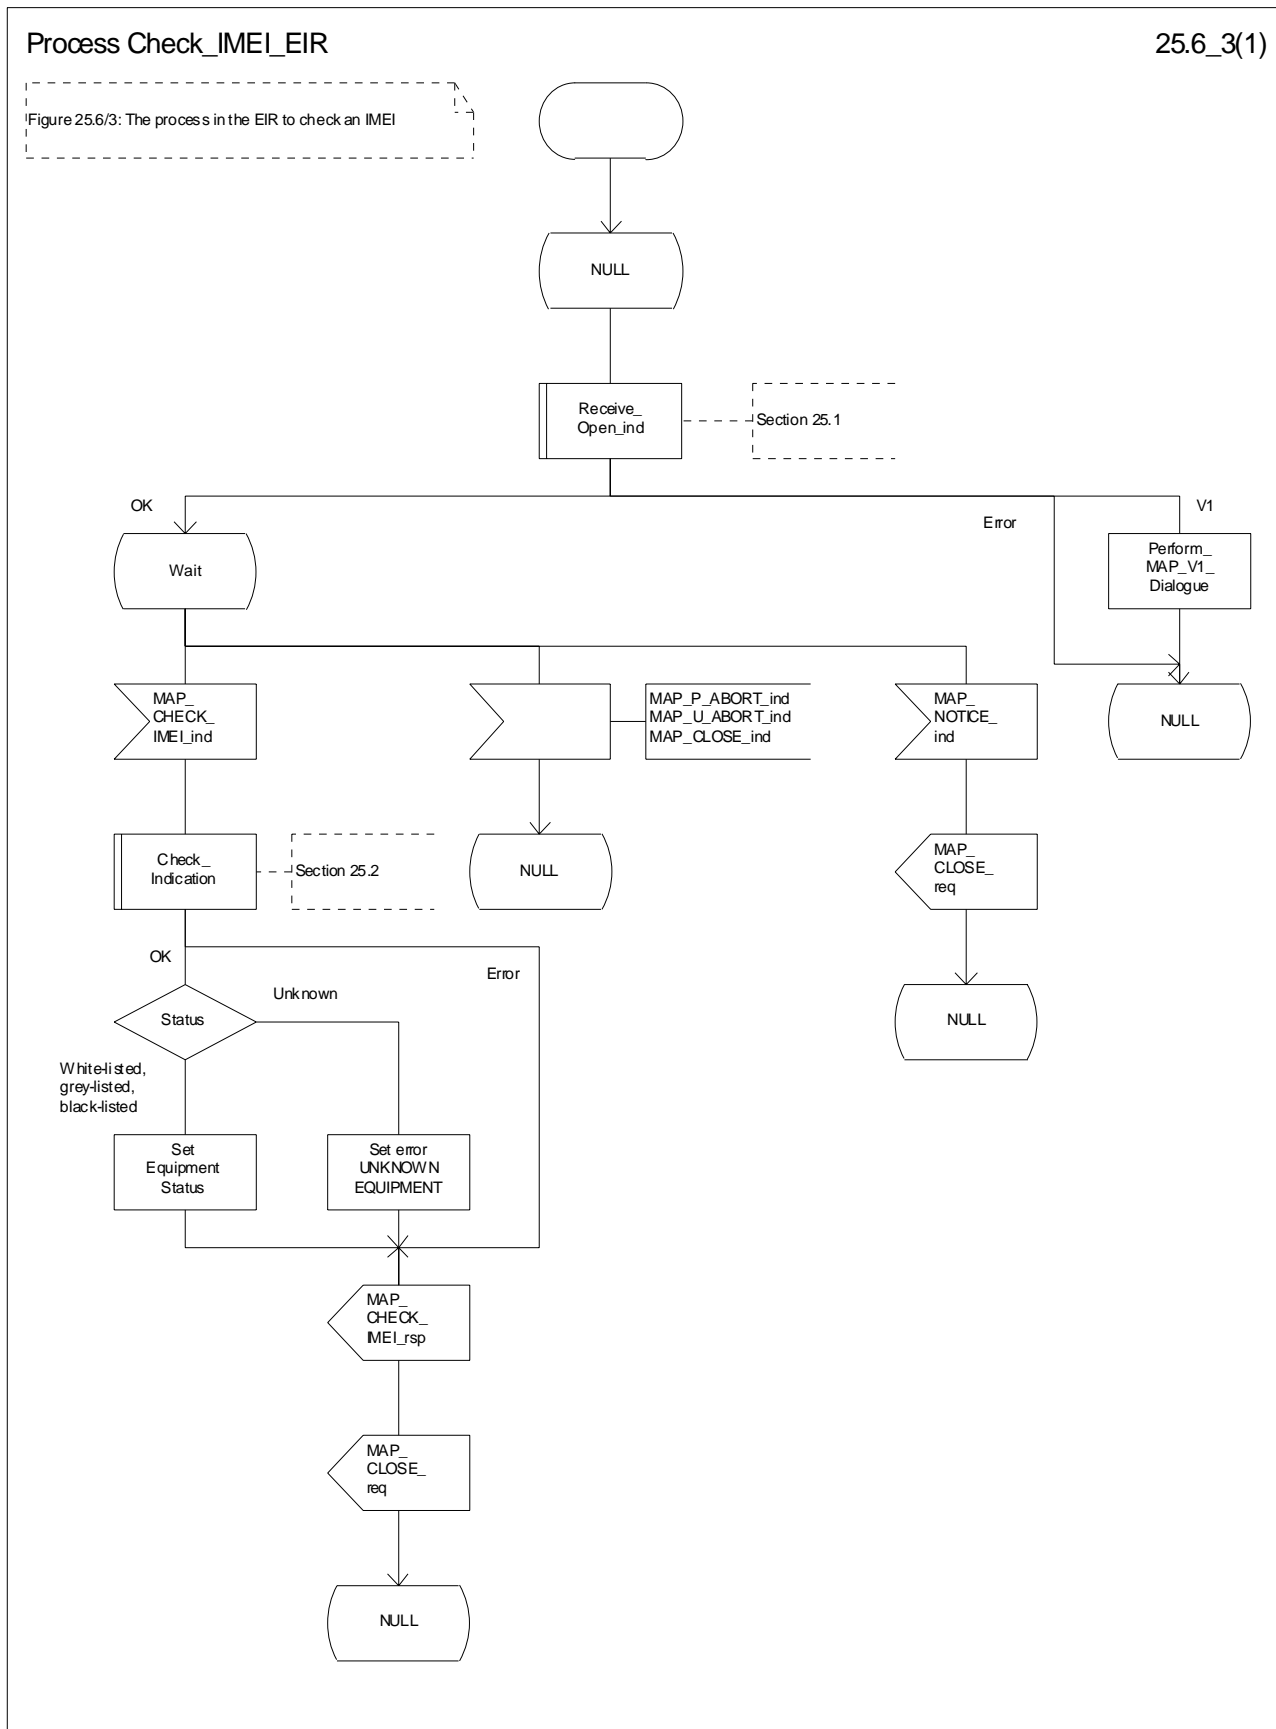 Process Check_IMEI_EIR
25.6_3(1)
Figure 25.6/3: The process in the EIR to check an IMEI
NULL
Receive_
Open_ind
Section 25.1
OK
Error
V1
Wait
Perform_
MAP_V1_
Dialogue
MAP_
CHECK_
IMEI_ind
MAP_P_ABORT_ind
MAP_U_ABORT_ind
MAP_CLOSE_ind
MAP_
NOTICE_
ind
NULL
Check_
Indication
Section 25.2
NULL
MAP_
CLOSE_
req
OK
Error
Unknown
Status
NULL
White-listed,
grey-listed,
black-listed
Set
Equipment
Status
Set error
UNKNOWN
EQUIPMENT
MAP_
CHECK_
IMEI_rsp
MAP_
CLOSE_
req
NULL